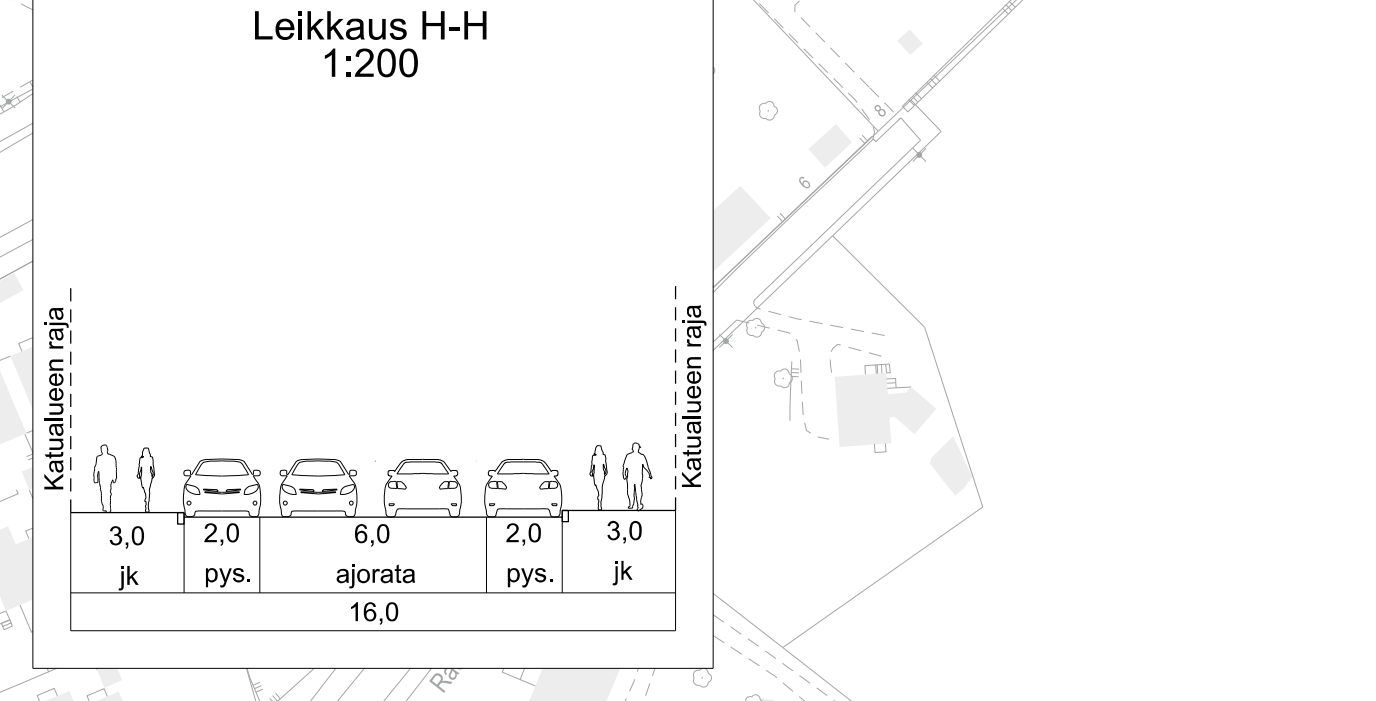 Leikkaus H-H
1:200
8
6
Katualueen raja
Katualueen raja
3,0 2,0 6,0 2,0 3,0
jk pys. ajorata pys. jk
16,0